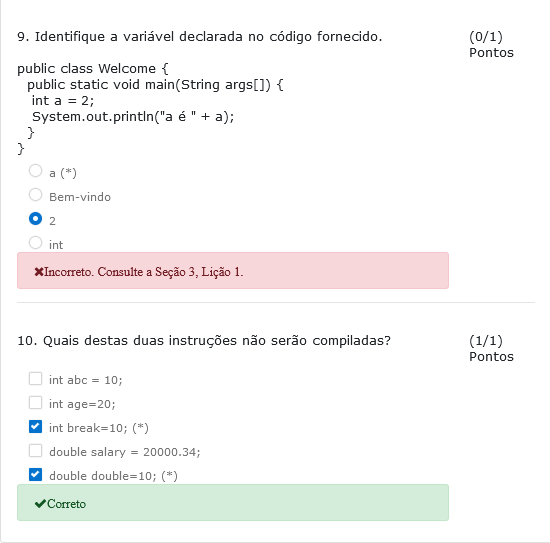 9. Identifique a variável declarada no código fornecido.
(0/1)
Pontos
public class Welcome {
public static void main(String args[]) {
int a = 2;
System.out.println("a é " + a);
}
}
a (*)
Bem-vindo
2
int
✖Incorreto. Consulte a Seção 3, Lição 1.
10. Quais destas duas instruções não serão compiladas?
(1/1)
Pontos
int abc = 10;
int age=20;
int break=10; (*)
double salary = 20000.34;
double double=10; (*)
✔Correto